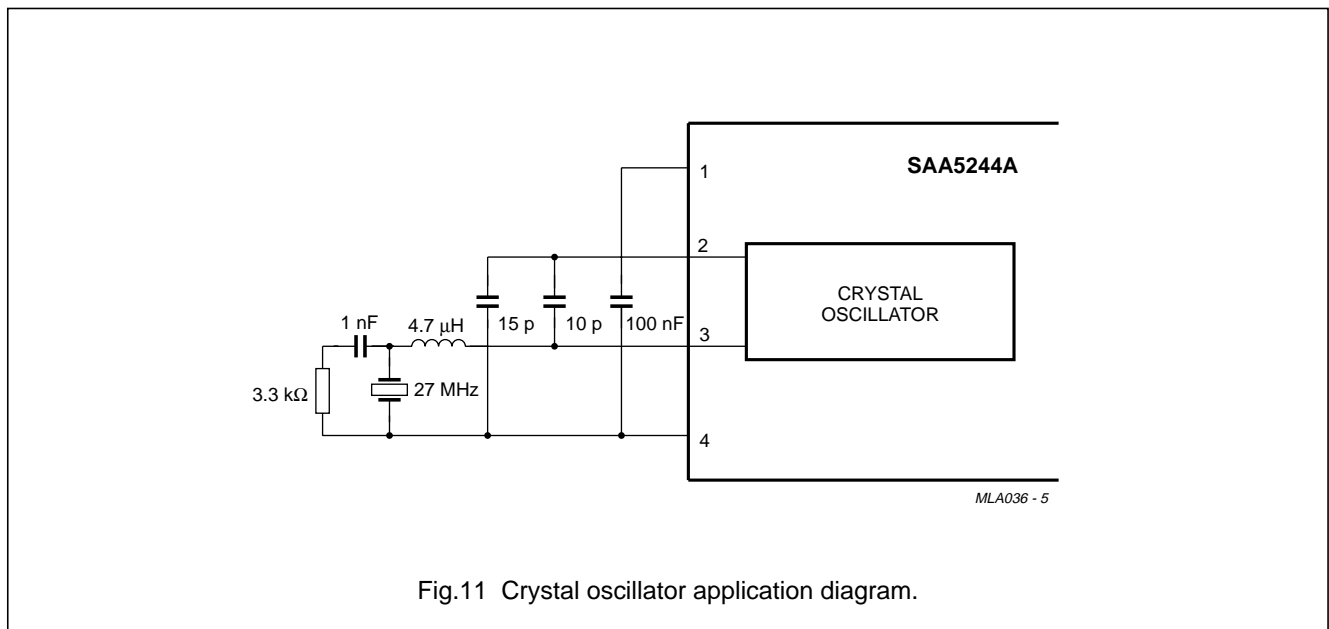 SAA5244A
1
2
CRYSTAL
OSCILLATOR
1 nF
4.7 μH
15 p
10 p
100 nF
3
3.3 kΩ
27 MHz
4
MLA036 - 5
Fig.11 Crystal oscillator application diagram.